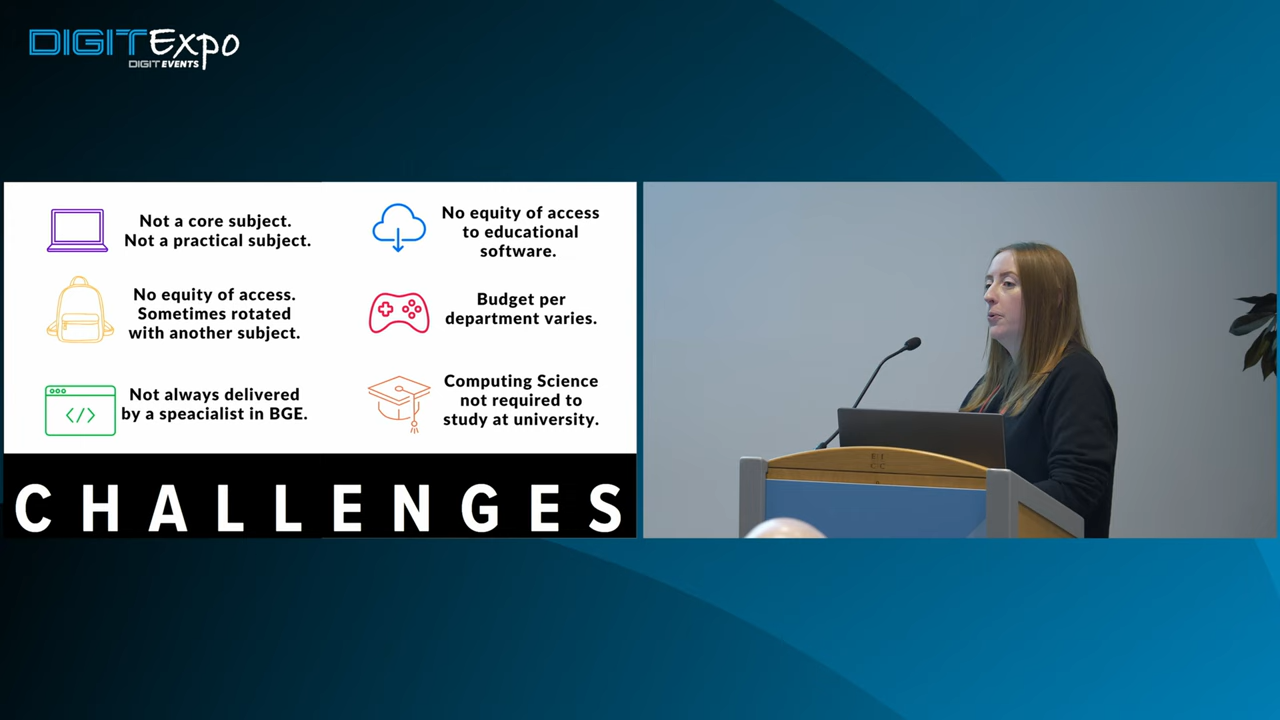 DIGIT Expo
DIGIT EVENTS
Not a core subject.
Not a practical subject.
No equity of access.
Sometimes rotated
with another subject.
Not always delivered
by a speacialist in BGE.
No equity of access
to educational
software.
Budget per
department varies.
Computing Science
not required to
study at university.
CHALLENGES